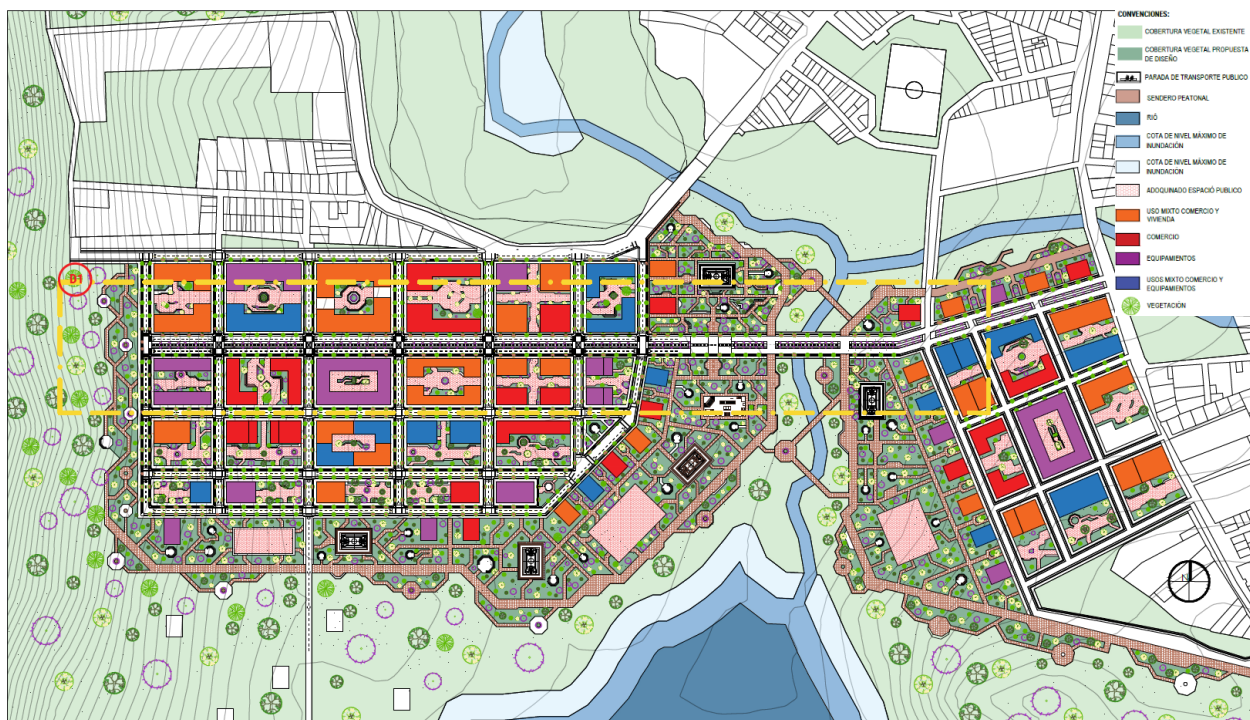 CONVENCIONES:
COBERTURA VEGETAL EXISTENTE
COBERTURA VEGETAL PROPUESTA
DE DISEÑO
PARADA DE TRANSPORTE PUBLICO
SENDERO PEATONAL
RIÓ
COTA DE NIVEL MÁXIMO DE
INUNDACIÓN
COTA DE NIVEL MÁXIMO DE
INUNDACIÓN
ADOQUINADO ESPACIÓ PUBLICO
USO MIXTO COMERCIO Y
VIVIENDA
COMERCIO
EQUIPAMIENTOS
USOS MIXTO COMERCIO Y
EQUIPAMIENTOS
VEGETACIÓN
D1
N